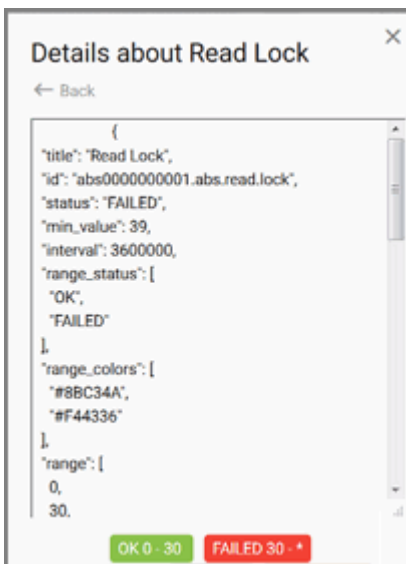 Details about Read Lock
← Back
{
"title": "Read Lock",
"id": "abs0000000001.abs.read.lock",
"status": "FAILED",
"min_value": 39,
"interval": 3600000,
"range_status": [
"OK",
"FAILED"
],
"range_colors": [
"#8BC34A",
"#F44336"
],
"range": [
0,
30,
OK 0 - 30 FAILED 30 - *